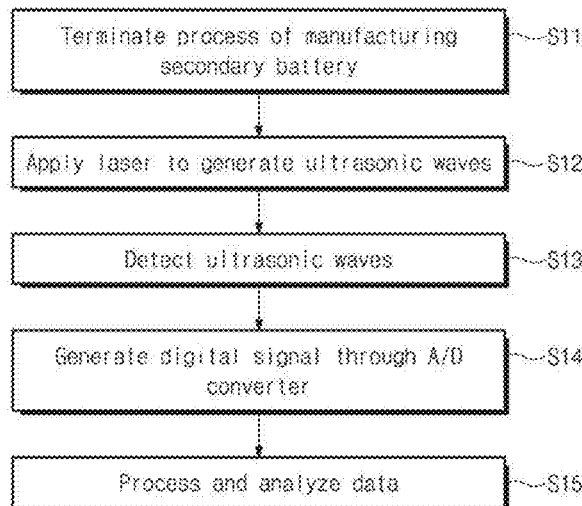 Terminate process of manufacturing
secondary battery
S11
Apply laser to generate ultrasonic waves
S12
Detect ultrasonic waves
S13
Generate digital signal through A/D
converter
S14
Process and analyze data
S15